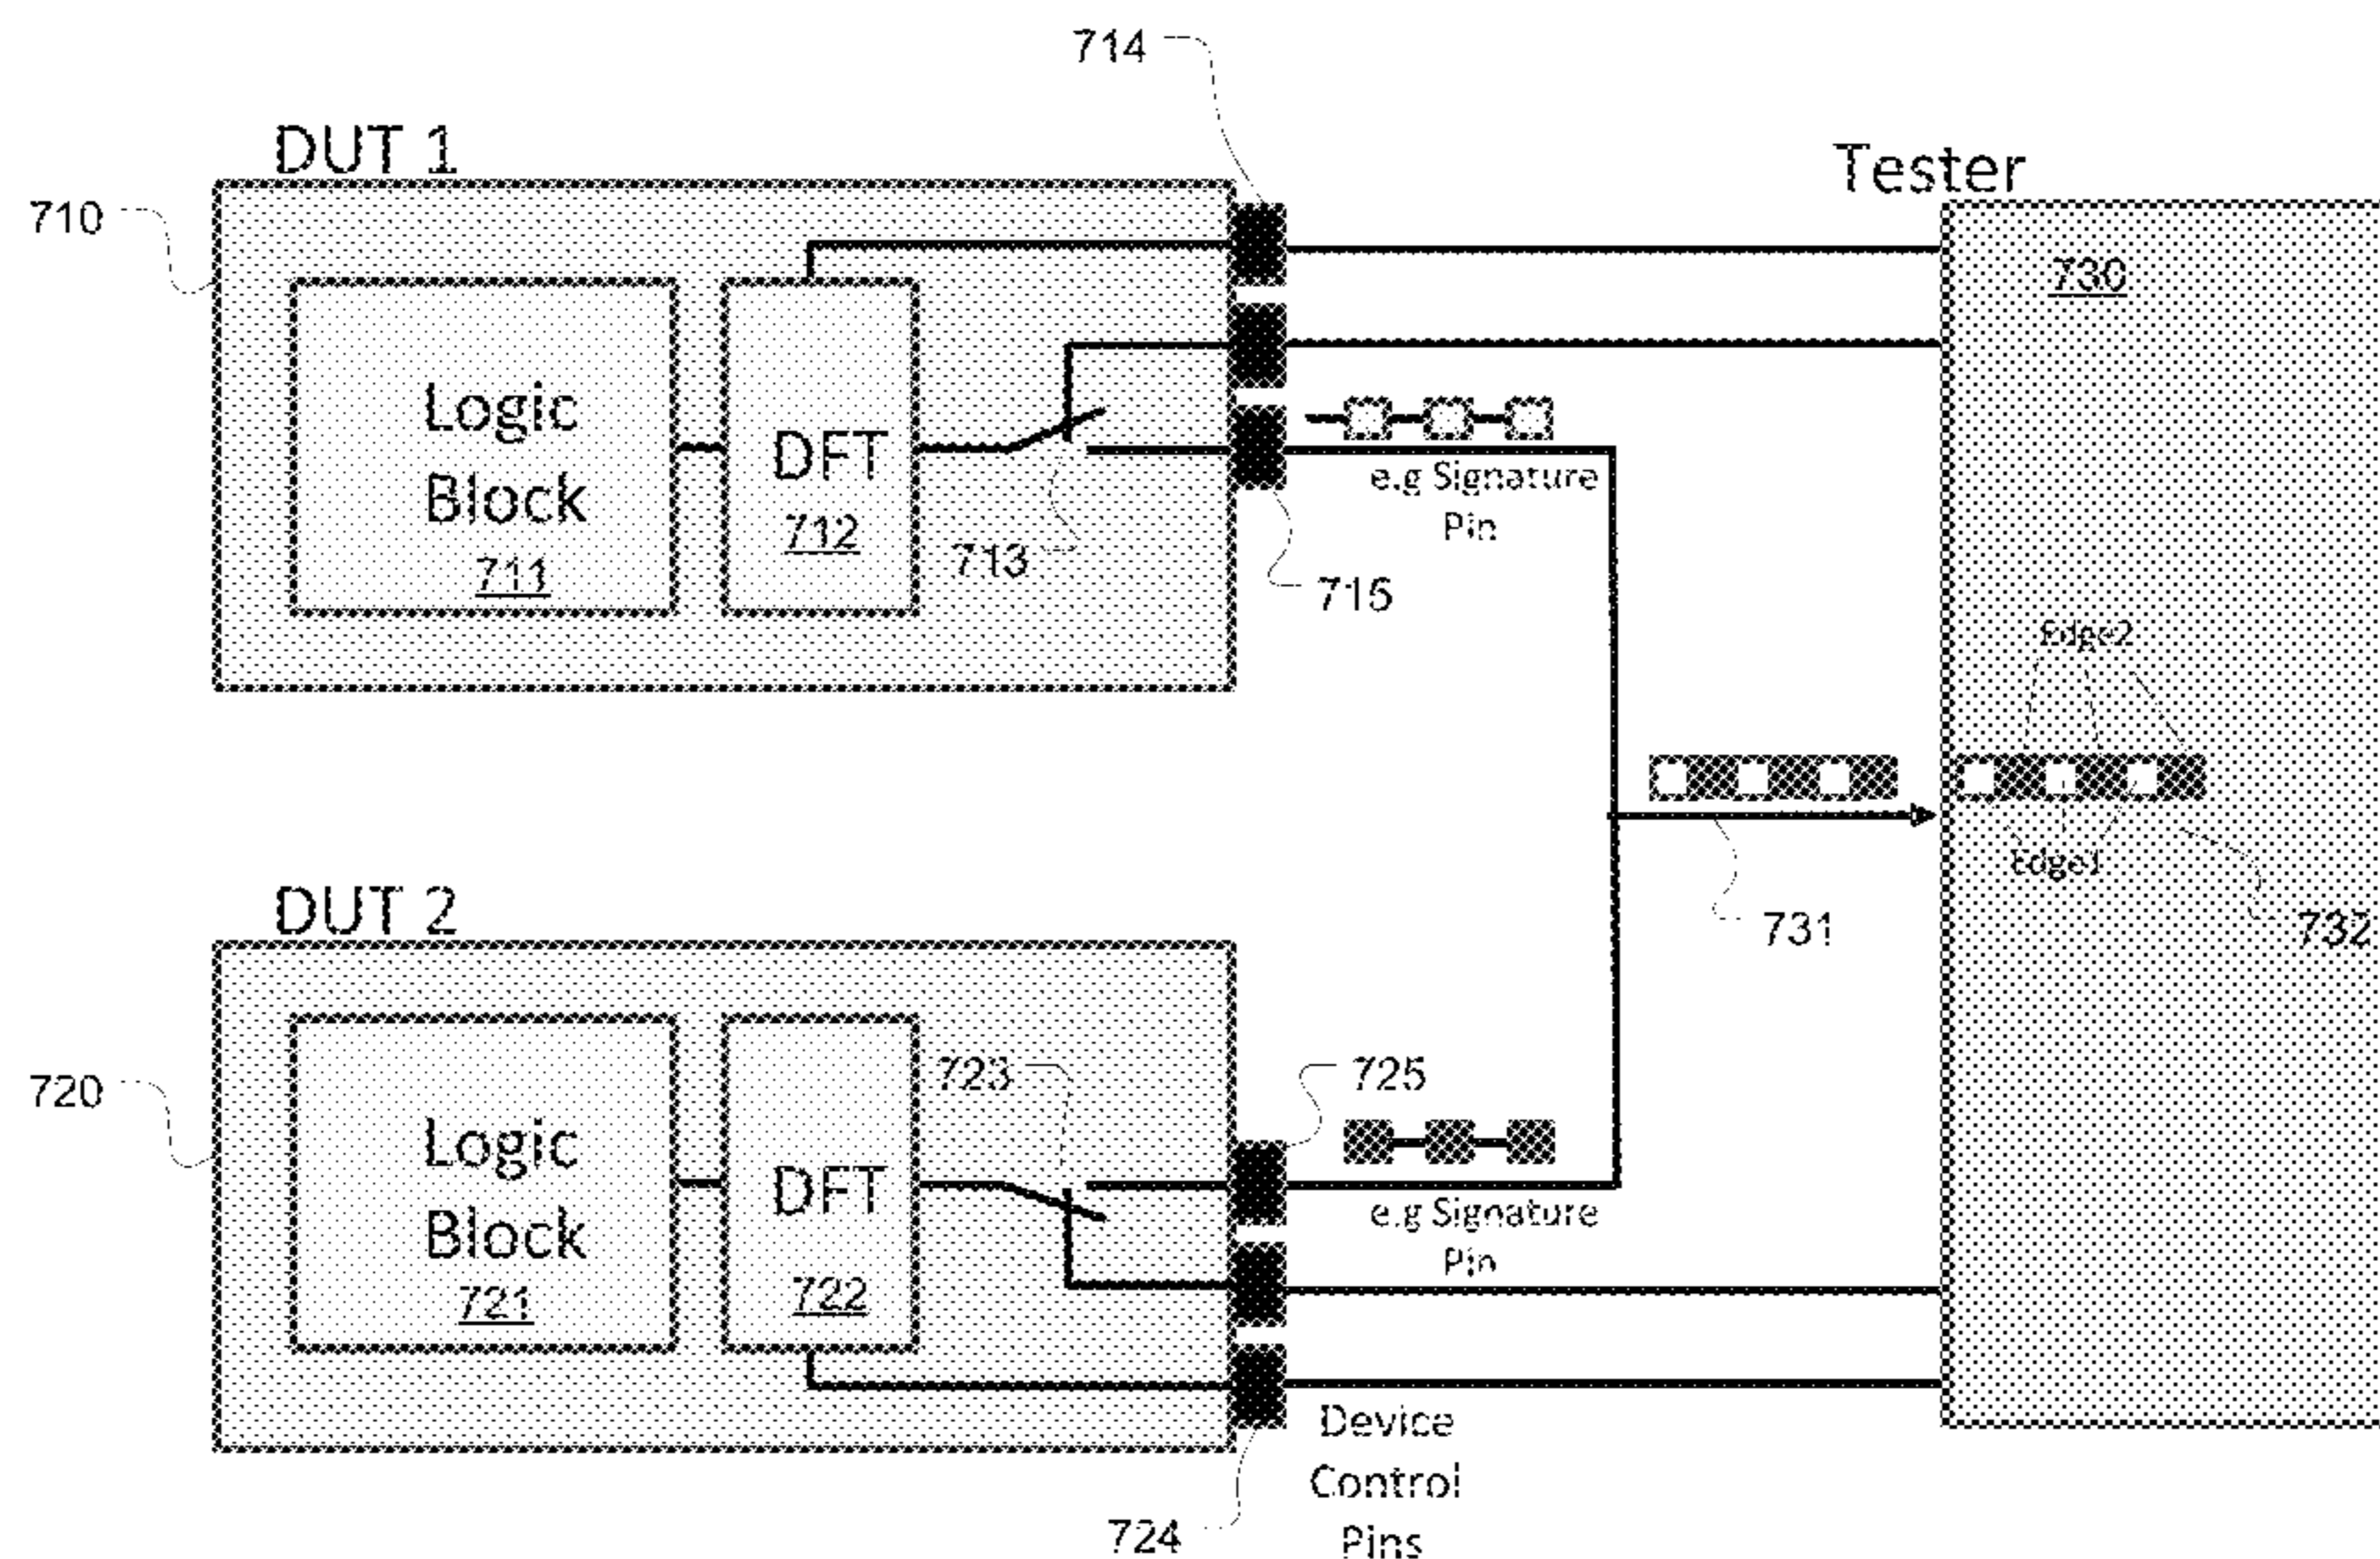 714
DUT 1
Tester
710
730
Logic
Block
711
DFT
712
713
e.g Signature
Pin
715
Edge2
Edge1
731
732
DUT 2
720
Logic
Block
721
DFT
722
723
725
e.g Signature
Pin
Device
Control
Pins
724